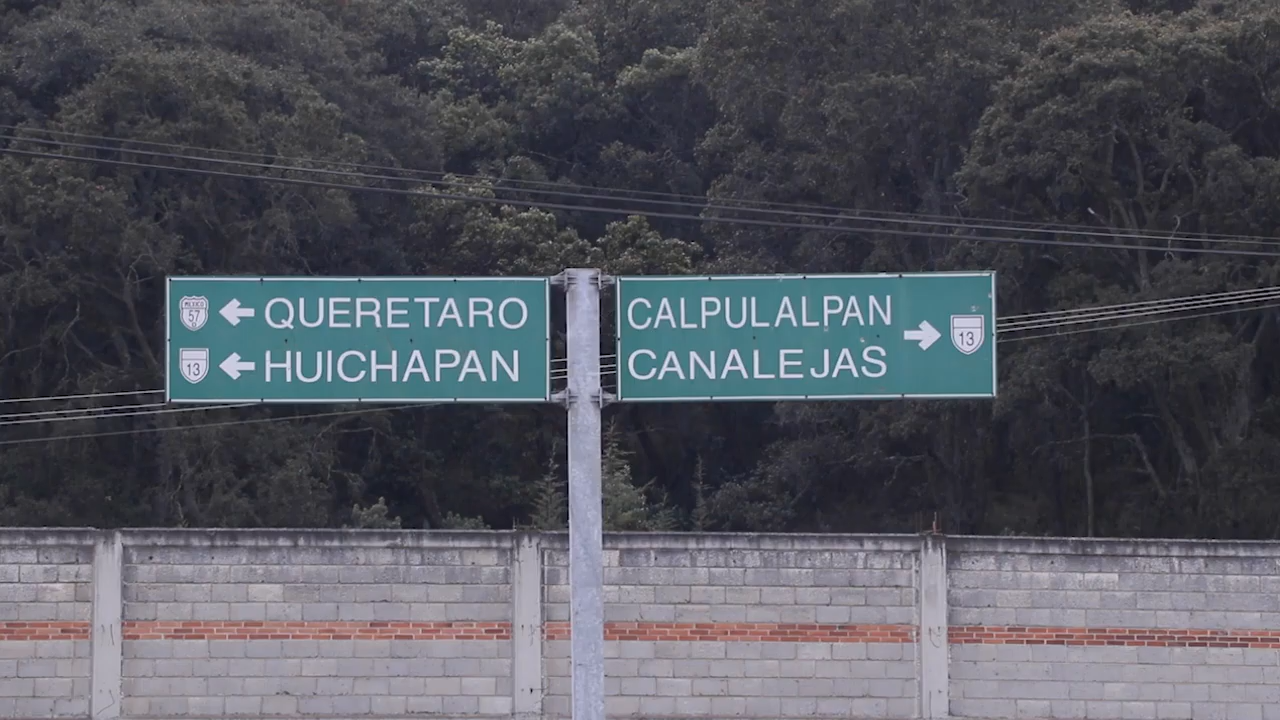 MEXICO
57
QUERETARO
13
HUICHAPAN
CALPULALPAN
CANALEJAS
13